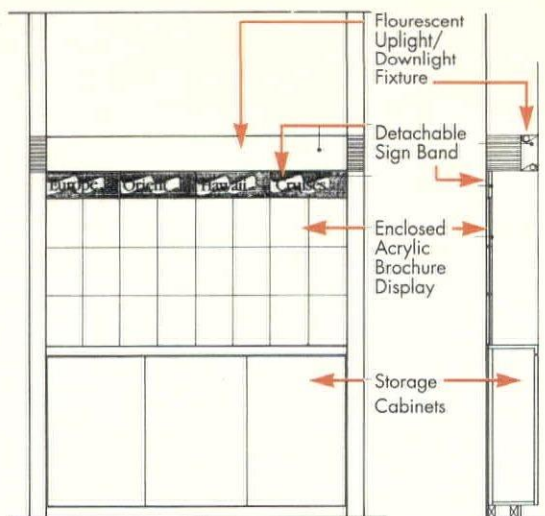 Flourescent
Uplight/
Downlight
Fixture
Detachable
Sign Band
Europe Orient Hawaii Cruises
Enclosed
Acrylic
Brochure
Display
Storage
Cabinets